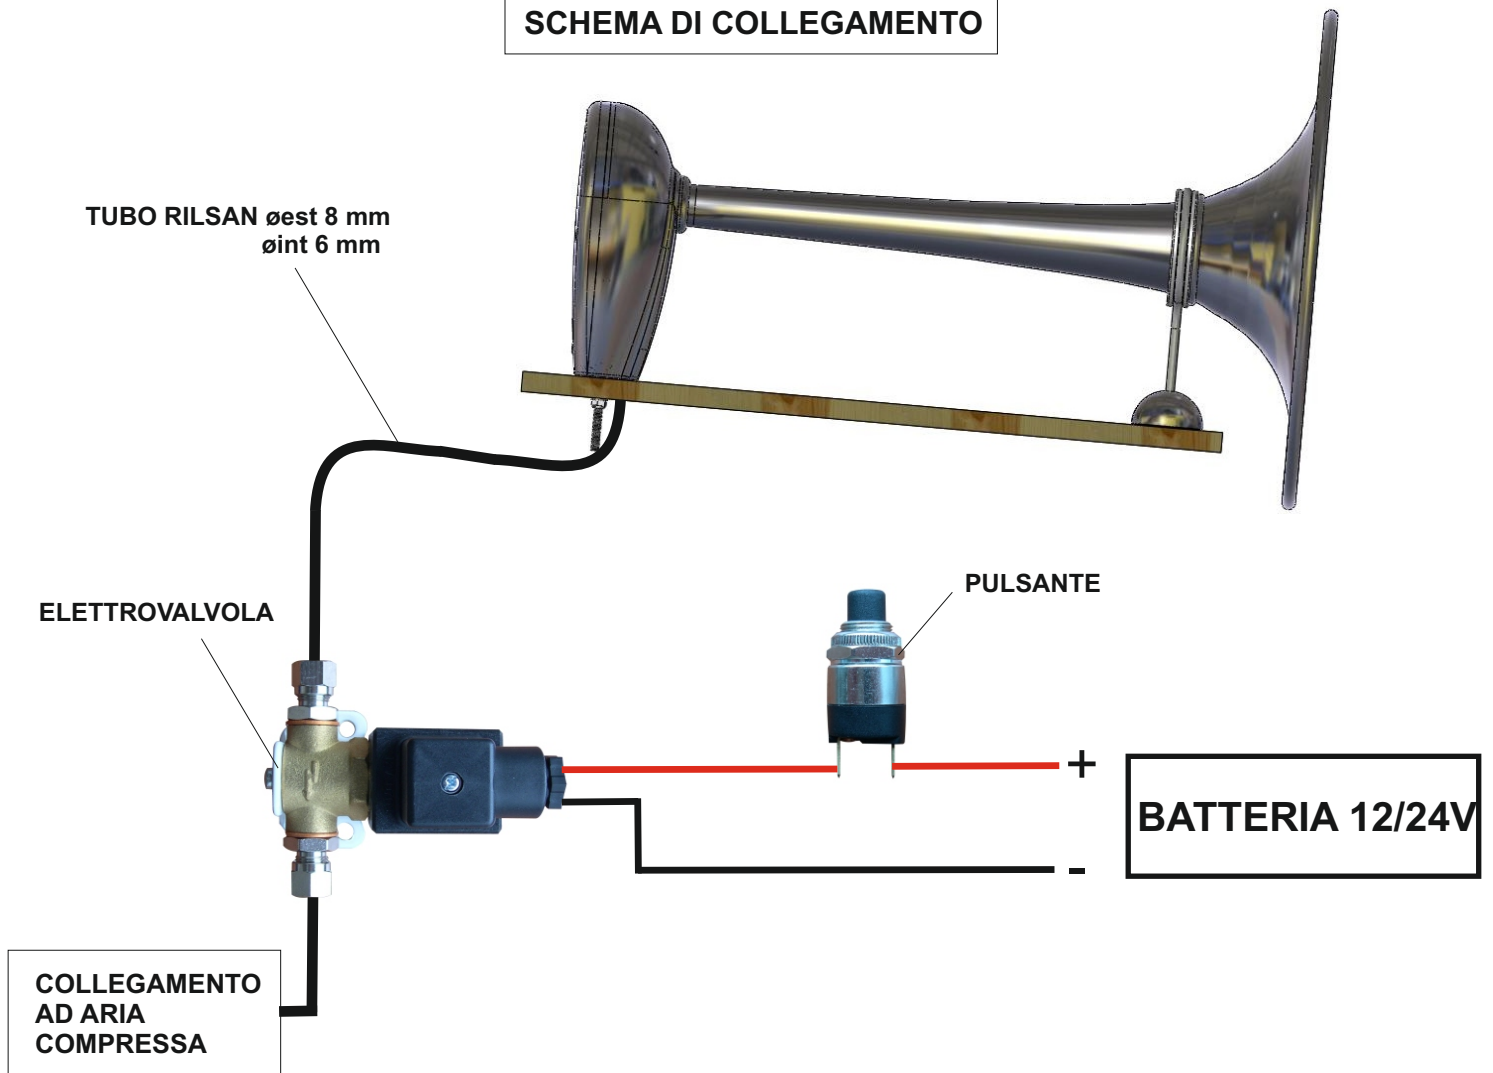 SCHEMA DI COLLEGAMENTO
TUBO RILSAN øest 8 mm
øint 6 mm
ELETTROVALVOLA
PULSANTE
+
BATTERIA 12/24V
-
COLLEGAMENTO
AD ARIA
COMPRESSA